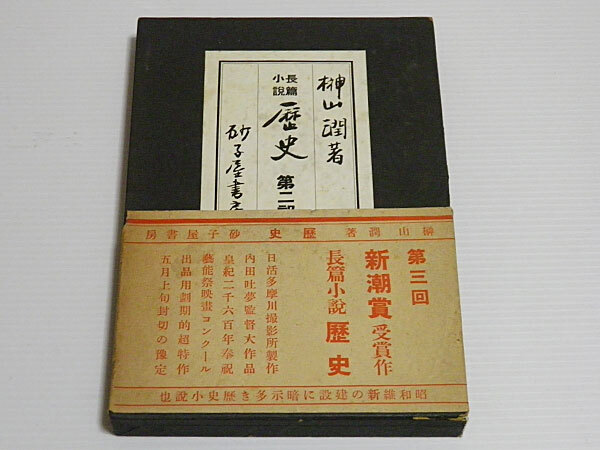 榊山潤著
長篇
小說
歴史
第二部
砂子屋書房
榊山潤著 歴史 砂子屋書房
第三回
新潮賞受賞作
長篇小說 歴史
日活多摩川撮影所製作
内田吐夢監督大作品
皇紀二千六百年奉祝
藝能祭映畫コンクール
出品用劃期的超特作
五月上旬封切の豫定
昭和維新の建設に暗示多き歴史小說也